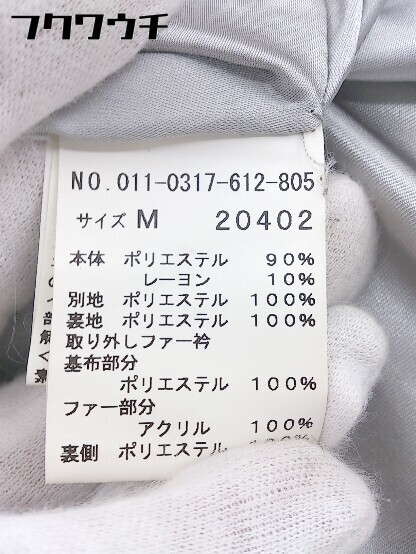 フクワウチ
NO.011-0317-612-805
サイズ M 20402
本体 ポリエステル 90%
レーヨン 10%
別地 ポリエステル 100%
裏地 ポリエステル 100%
取り外しファー衿
基布部分
ポリエステル 100%
ファー部分
アクリル 100%
裏側 ポリエステル 100%